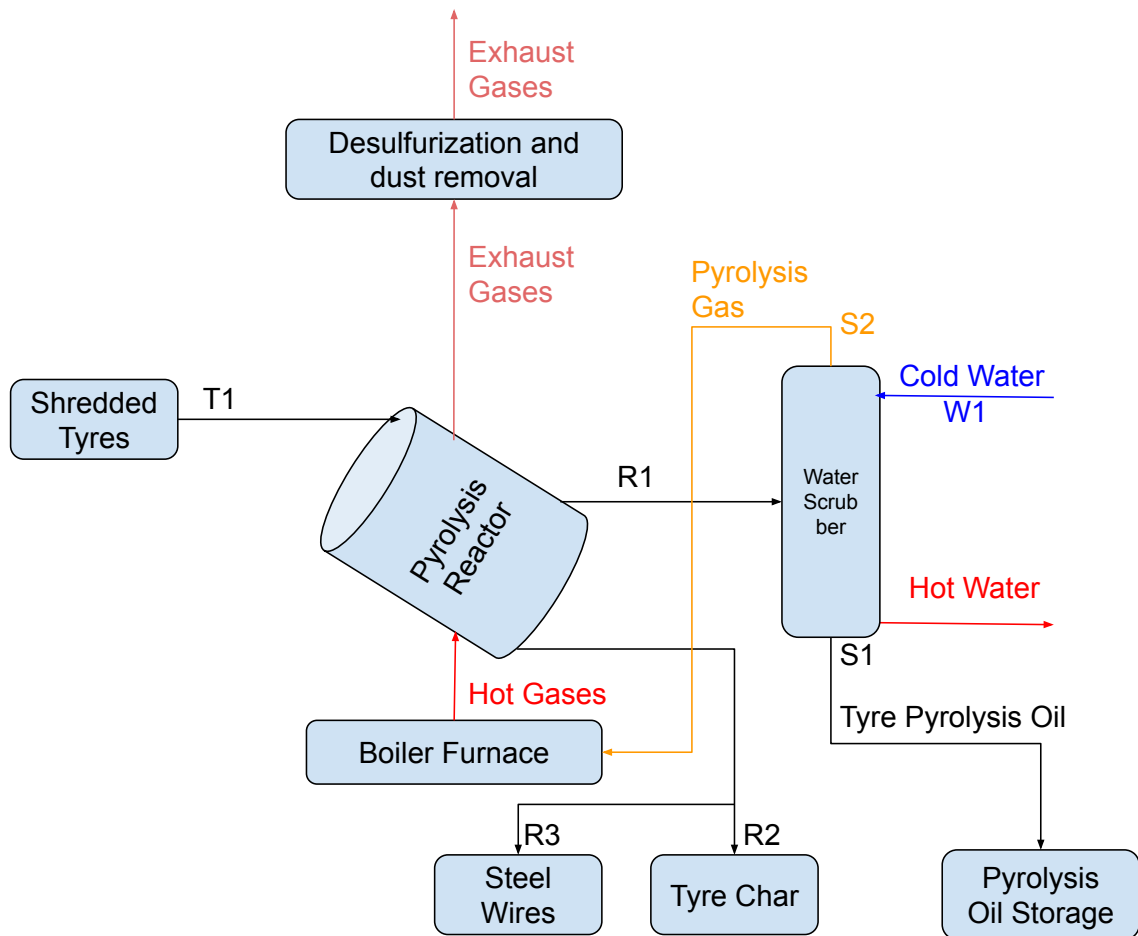 Exhaust
Gases
Desulfurization and
dust removal
Exhaust
Gases
Pyrolysis
Gas
S2
Cold Water
W1
Shredded
Tyres
T1
Pyrolysis
Reactor
R1
Water
Scrub
ber
Hot Water
S1
Hot Gases
Tyre Pyrolysis Oil
Boiler Furnace
R3
R2
Steel
Wires
Tyre Char
Pyrolysis
Oil Storage